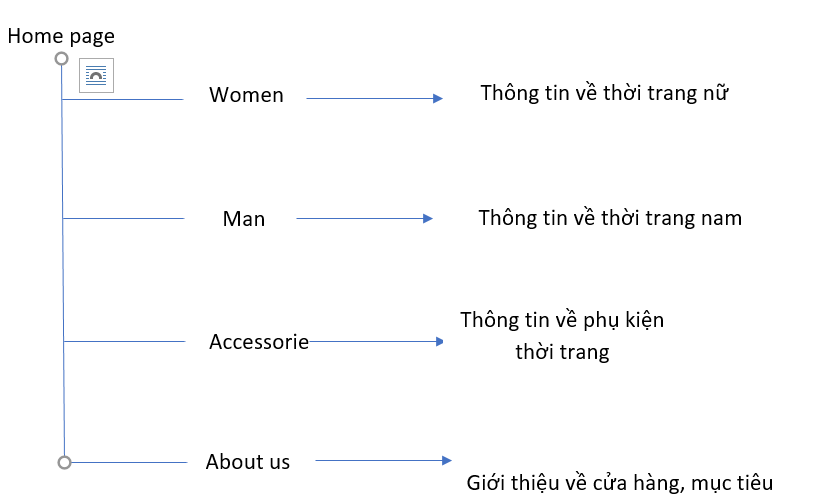 Home page
Women
Thông tin về thời trang nữ
Man
Thông tin về thời trang nam
Accessorie
Thông tin về phụ kiện
thời trang
About us
Giới thiệu về cửa hàng, mục tiêu